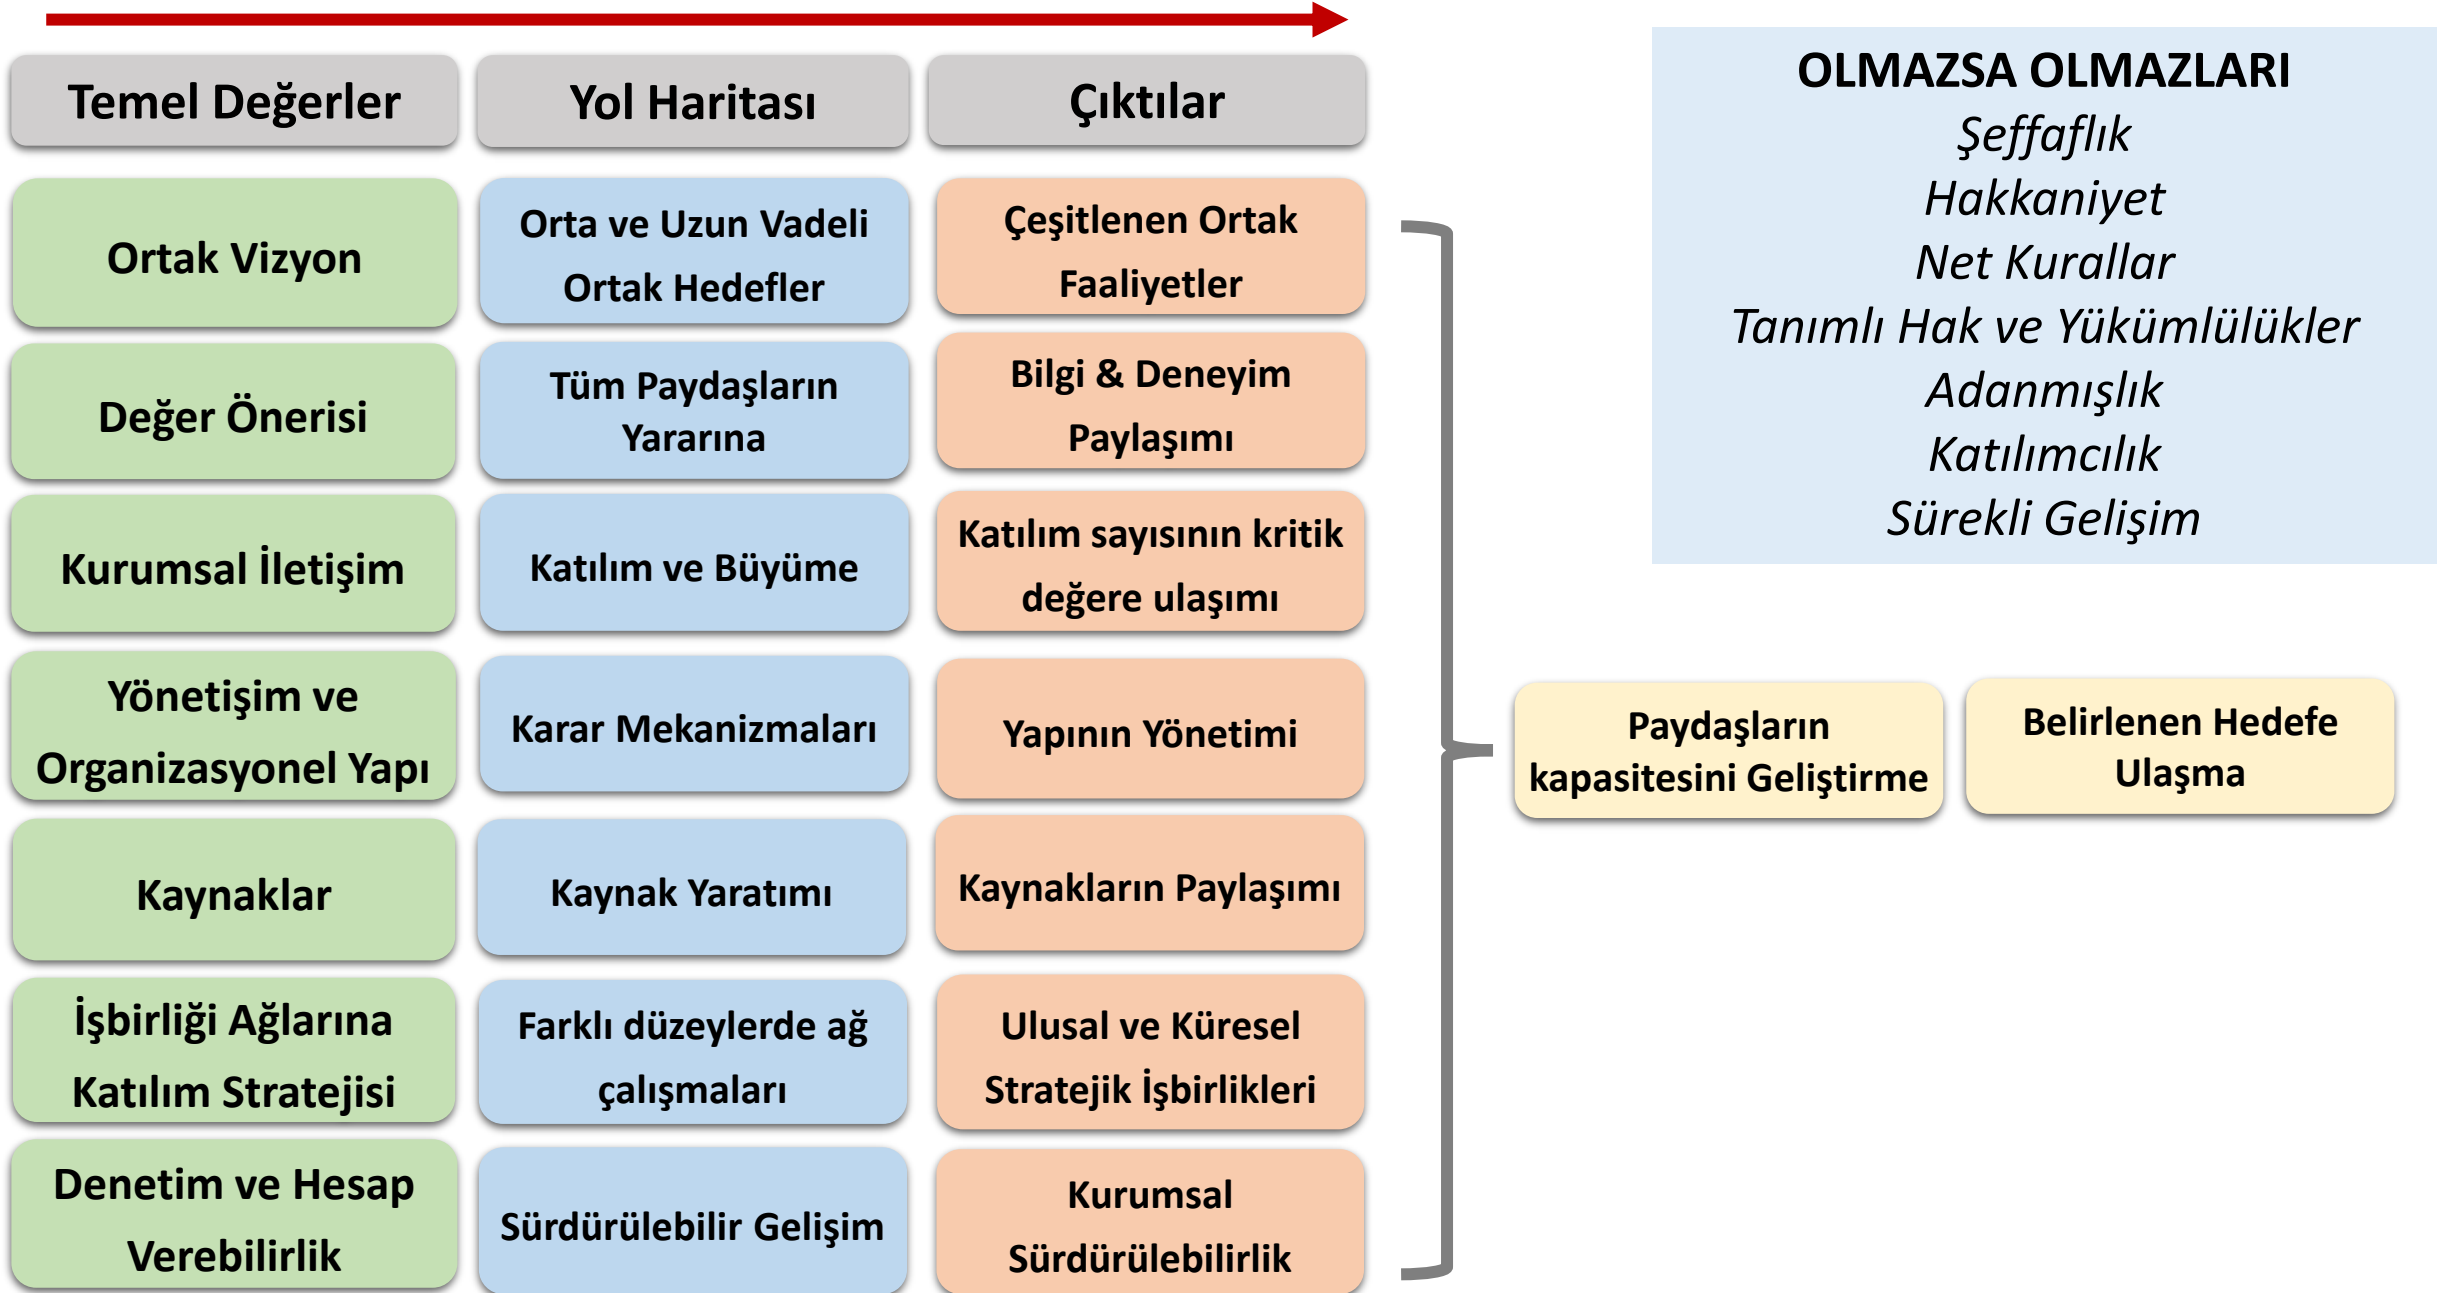 Temel Değerler
Yol Haritası
Çıktılar
Ortak Vizyon
Orta ve Uzun Vadeli
Ortak Hedefler
Çeşitlenen Ortak
Faaliyetler
Değer Önerisi
Tüm Paydaşların
Yararına
Bilgi & Deneyim
Paylaşımı
Kurumsal İletişim
Katılım ve Büyüme
Katılım sayısının kritik
değere ulaşımı
Yönetişim ve
Organizasyonel Yapı
Karar Mekanizmaları
Yapının Yönetimi
Kaynaklar
Kaynak Yaratımı
Kaynakların Paylaşımı
İşbirliği Ağlarına
Katılım Stratejisi
Farklı düzeylerde ağ
çalışmaları
Ulusal ve Küresel
Stratejik İşbirlikleri
Denetim ve Hesap
Verebilirlik
Sürdürülebilir Gelişim
Kurumsal
Sürdürülebilirlik
OLMAZSA OLMAZLARI
Şeffaflık
Hakkaniyet
Net Kurallar
Tanımlı Hak ve Yükümlülükler
Adanmışlık
Katılımcılık
Sürekli Gelişim
Paydaşların
kapasitesini Geliştirme
Belirlenen Hedefe
Ulaşma